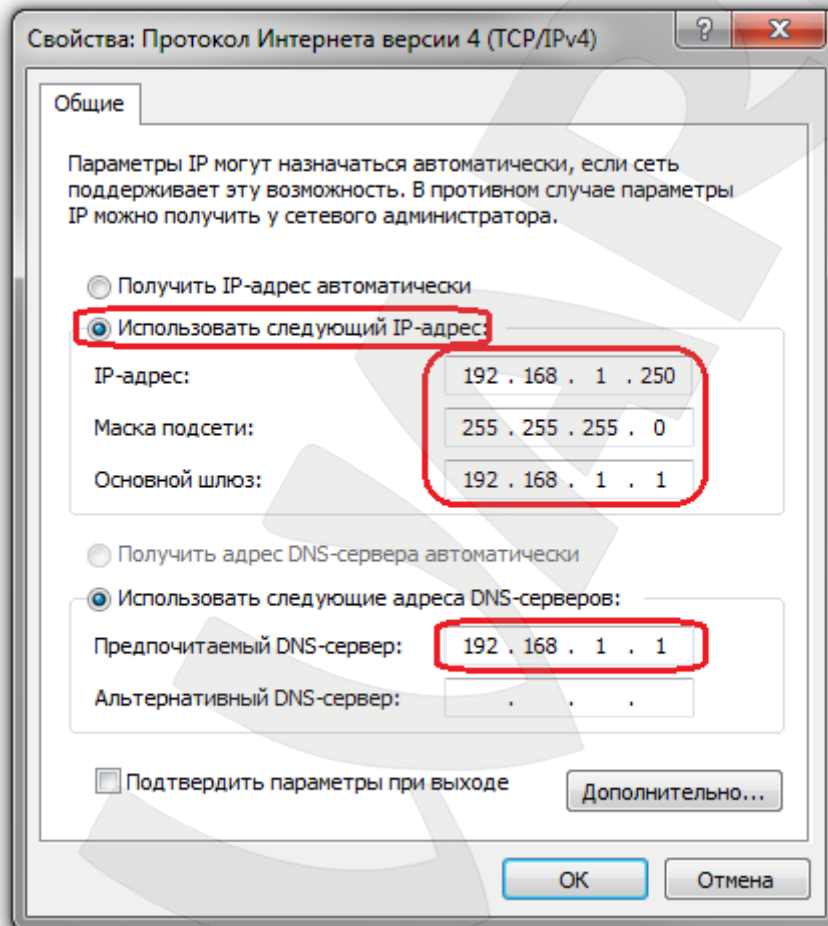 Свойства: Протокол Интернета версии 4 (TCP/IPv4)
Общие
Параметры IP могут назначаться автоматически, если сеть
поддерживает эту возможность. В противном случае параметры
IP можно получить у сетевого администратора.
Получить IP-адрес автоматически
Использовать следующий IP-адрес:
IP-адрес: 192 . 168 . 1 . 250
Маска подсети: 255 . 255 . 255 . 0
Основной шлюз: 192 . 168 . 1 . 1
Получить адрес DNS-сервера автоматически
Использовать следующие адреса DNS-серверов:
Предпочитаемый DNS-сервер: 192 . 168 . 1 . 1
Альтернативный DNS-сервер: . . .
Подтвердить параметры при выходе
Дополнительно...
ОК Отмена